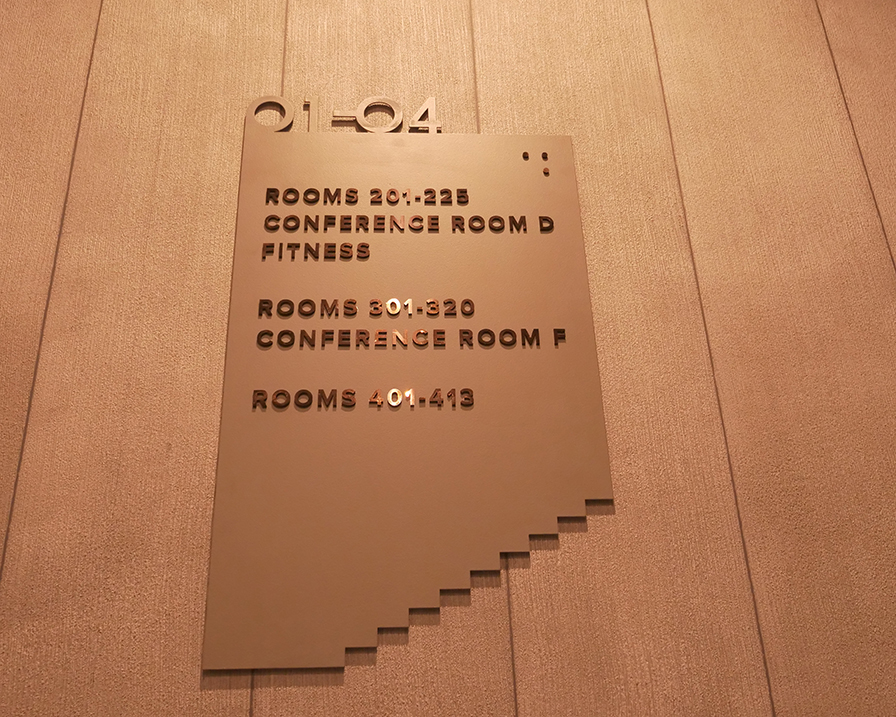 01-04
ROOMS 201-225
CONFERENCE ROOM D
FITNESS
ROOMS 301-320
CONFERENCE ROOM F
ROOMS 401-413